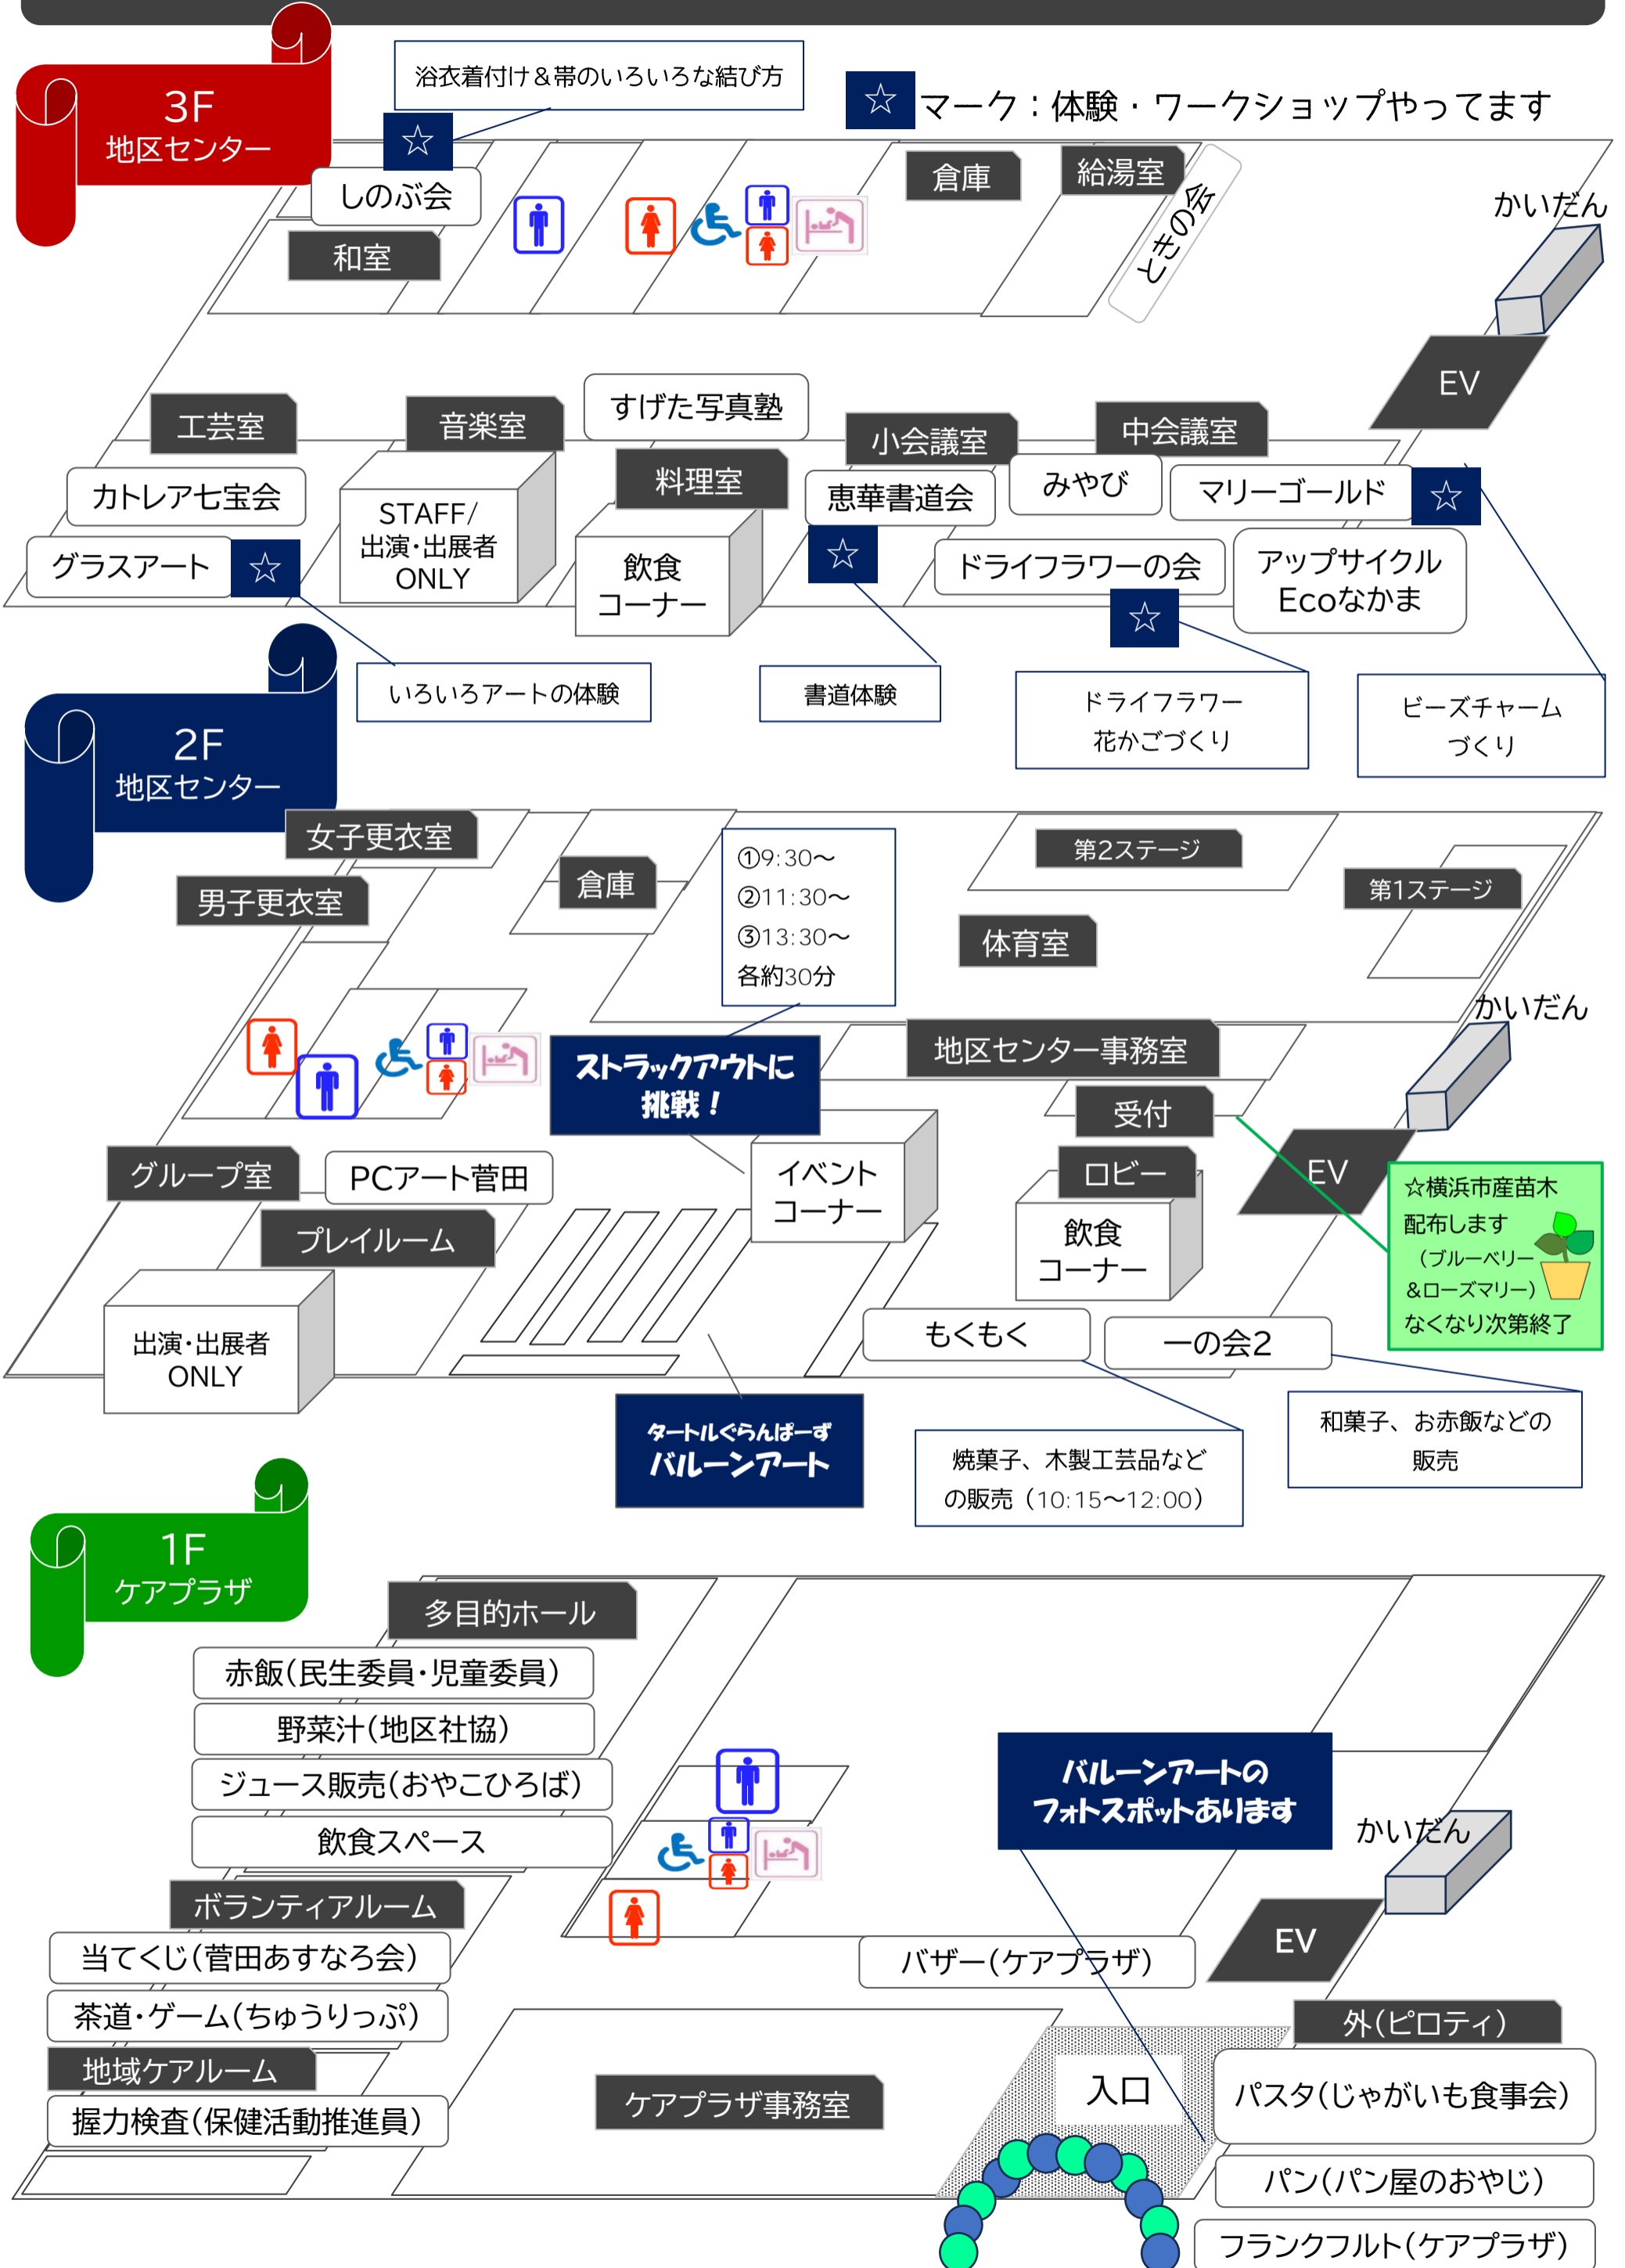 3F
地区センター
浴衣着付け＆帯のいろいろな結び方
☆マーク：体験・ワークショップやってます
☆
しのぶ会
和室
倉庫
給湯室
ときの会
かいだん
EV
工芸室
音楽室
すげた写真塾
料理室
小会議室
中会議室
カトレア七宝会
グラスアート
☆
STAFF/
出演・出展者
ONLY
飲食
コーナー
恵華書道会
☆
みやび
マリーゴールド
☆
ドライフラワーの会
☆
アップサイクル
Ecoなかま
いろいろアートの体験
書道体験
ドライフラワー
花かごづくり
ビーズチャーム
づくり
2F
地区センター
女子更衣室
男子更衣室
倉庫
①9:30～
②11:30～
③13:30～
各約30分
第2ステージ
第1ステージ
体育室
かいだん
ストラックアウトに
挑戦！
地区センター事務室
受付
ロビー
EV
イベント
コーナー
飲食
コーナー
☆横浜市産苗木
配布します
（ブルーベリー
＆ローズマリー）
なくなり次第終了
グループ室
PCアート菅田
プレイルーム
出演・出展者
ONLY
もくもく
一の会2
タートルぐらんぱーず
バルーンアート
焼菓子、木製工芸品など
の販売（10:15～12:00）
和菓子、お赤飯などの
販売
1F
ケアプラザ
多目的ホール
赤飯（民生委員・児童委員）
野菜汁（地区社協）
ジュース販売（おやこひろば）
飲食スペース
ボランティアルーム
当てくじ（菅田あすなろ会）
茶道・ゲーム（ちゅうりっぷ）
地域ケアルーム
握力検査（保健活動推進員）
バルーンアートの
フォトスポットあります
かいだん
EV
バザー（ケアプラザ）
ケアプラザ事務室
入口
外（ピロティ）
パスタ（じゃがいも食事会）
パン（パン屋のおやじ）
フランクフルト（ケアプラザ）